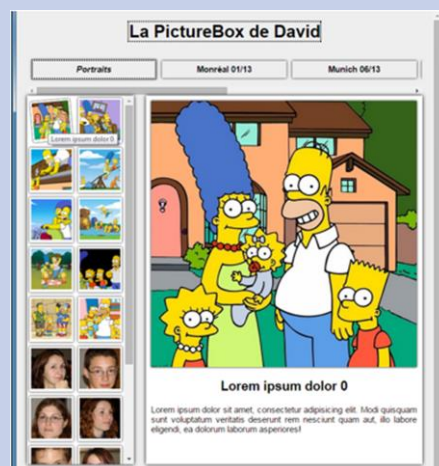 La PictureBox de David
Portraits
Monréal 01/13
Munich 06/13
Lorem ipsum dolor 0
Lorem ipsum dolor 0
Lorem ipsum dolor sit amet, consectetur adipisicing elit. Modi quisquam
sunt voluptatum veritatis deserunt rem nesciunt quam aut, illo labore
eligendi, ea dolorum laborum asperiores!